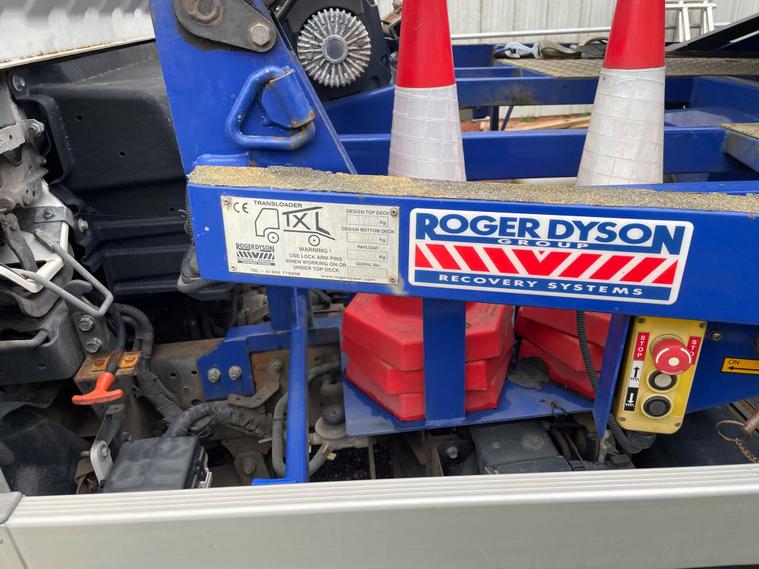 CE TRANSLOADER
TXL
DESIGN TOP DECK
Kg.
DESIGN BOTTOM DECK
Kg.
PAYLOAD
Kg.
SERIAL No.
ROGER DYSON
WARNING !
USE LOCK ARM PINS
WHEN WORKING ON OR
UNDER TOP DECK
www.rogerdyson.com
ROGER DYSON
GROUP
RECOVERY SYSTEMS
STOP
STOP
ON